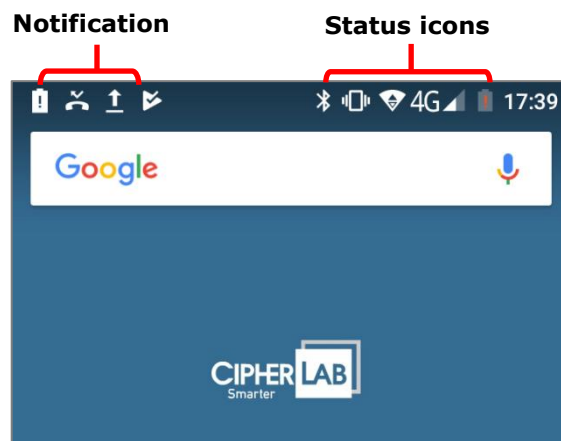 Notification Status icons
4G 17:39
Google
CIPHER LAB
Smarter